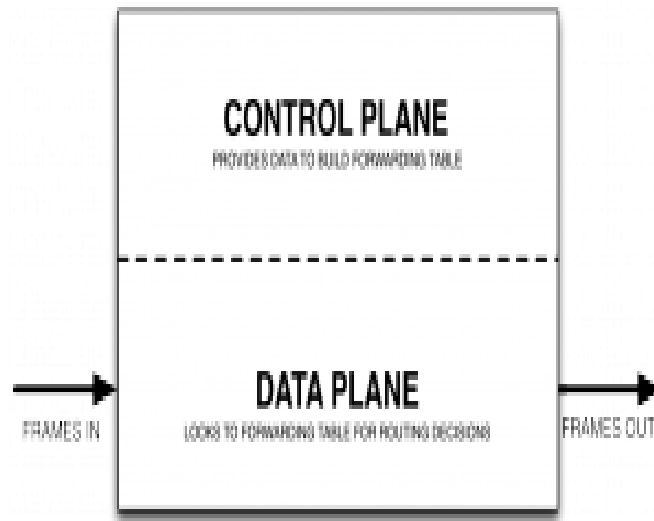 CONTROL PLANE
PROVIDES DATA TO BUILD FORWARDING TABLE
DATA PLANE
FRAMES IN
LOOKS TO FORWARDING TABLE FOR ROUTING DECISIONS
FRAMES OUT